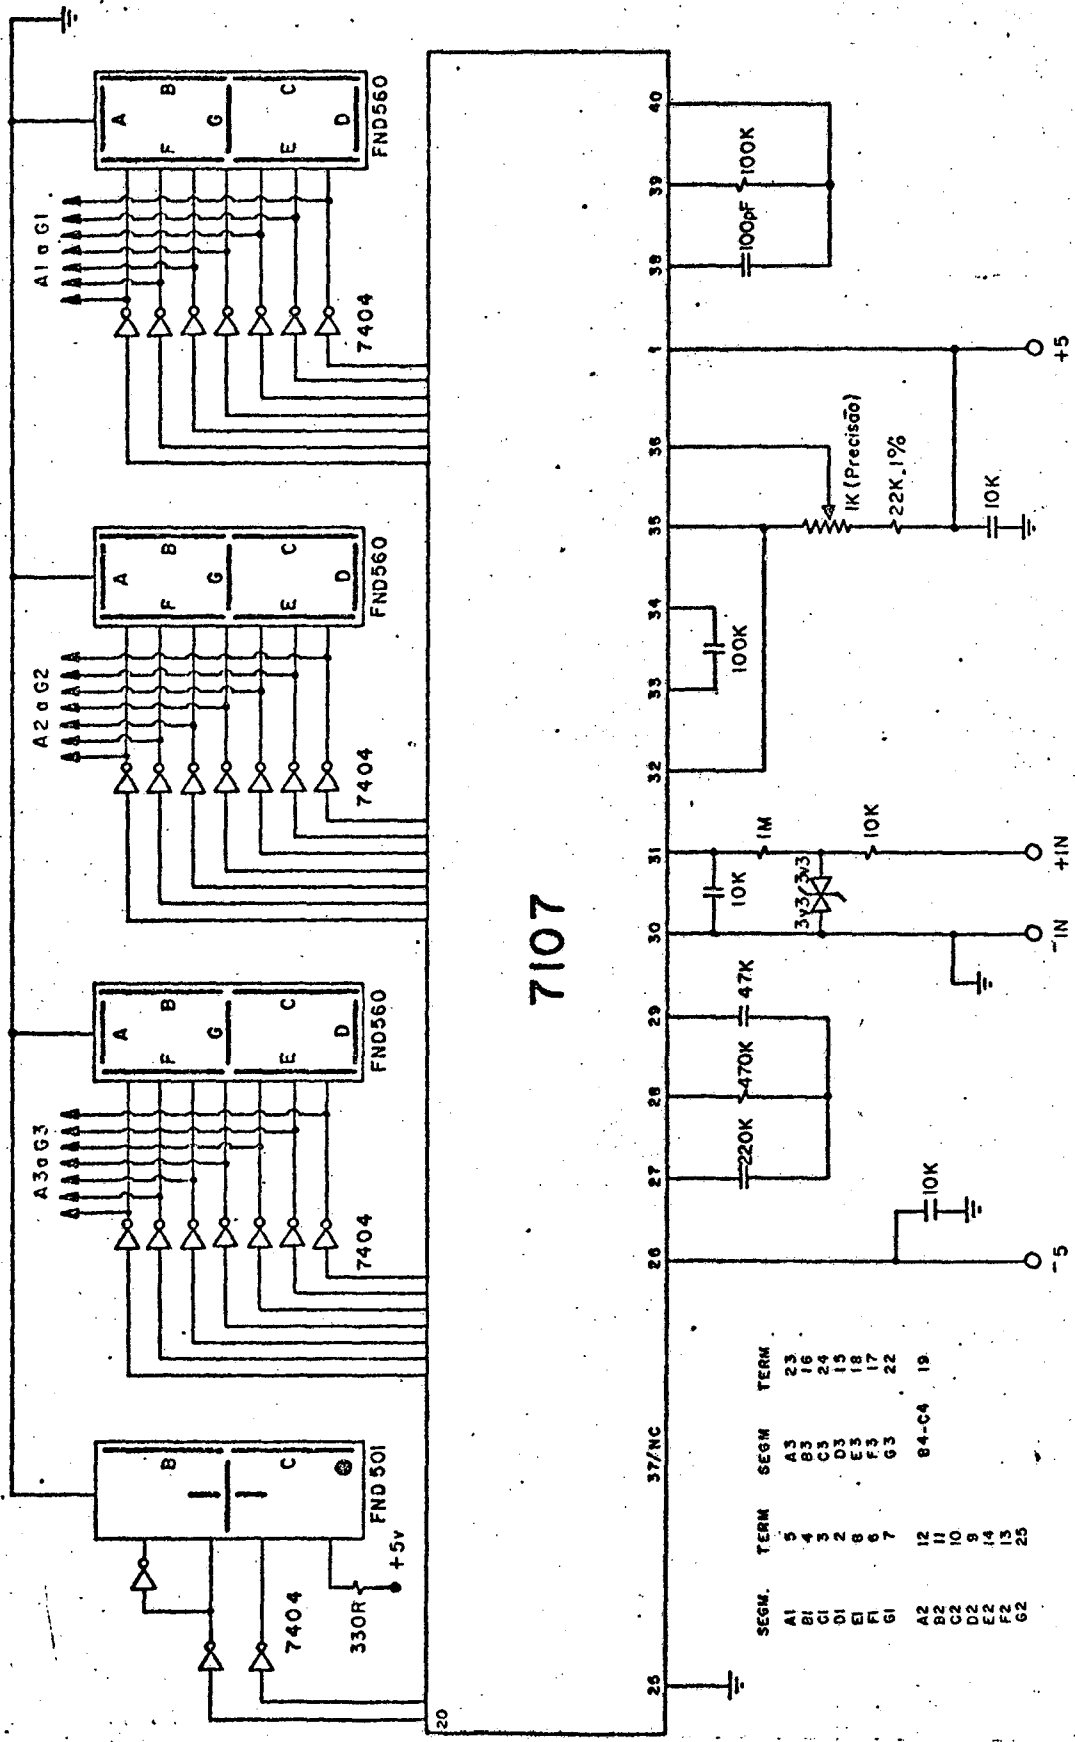 A1 a G1
A2 a G2
A3 a G3
A
B
C
D
E
F
G
FND560
7404
A
B
C
D
E
F
G
FND560
7404
A
B
C
D
E
F
G
FND560
7404
B
C
FND501
7404
330R
+5v
20
7107
25
37/NC
26
27
28
29
30
31
32
33
34
35
36
1
38
39
40
10K
-5
220K
470K
47K
10K
3v3/3v3
1M
10K
-IN
+IN
100K
1K (Precisão)
22K_1%
10K
+5
100pF
100K
SEGM. TERM SEGM TERM
A1 5 A3 23
B1 4 B3 16
C1 3 C3 24
D1 2 D3 15
E1 8 E3 18
F1 6 F3 17
G1 7 G3 22
A2 12 B4-C4 19
B2 11
C2 10
D2 9
E2 14
F2 13
G2 25